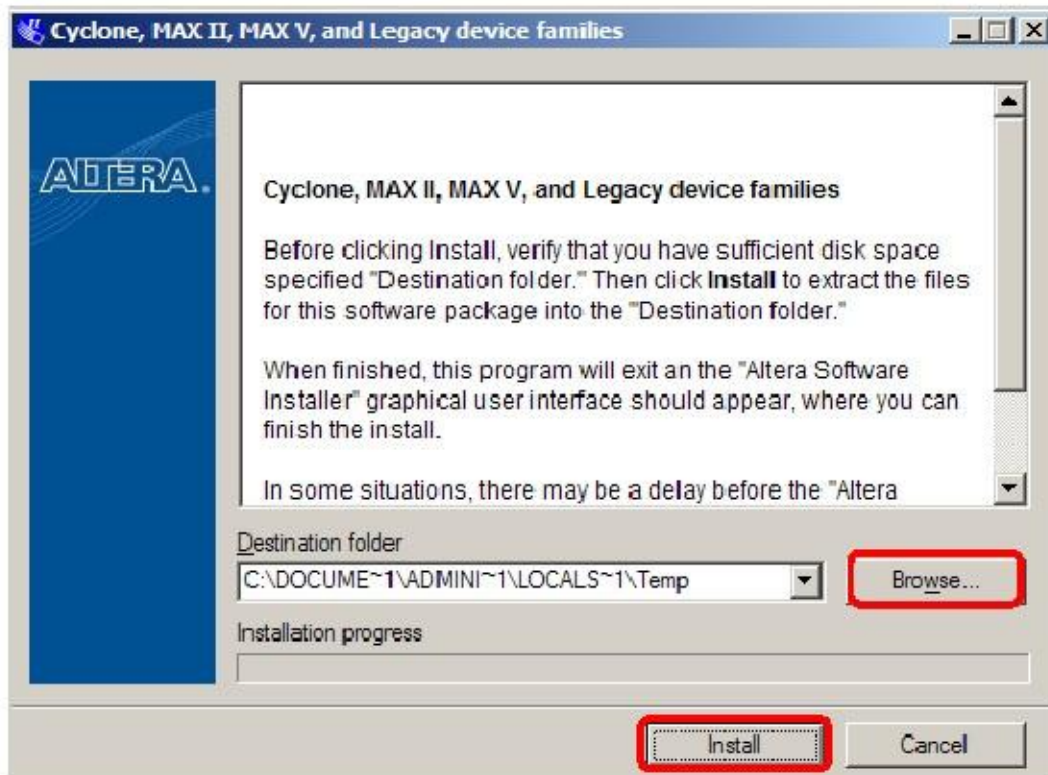 Cyclone, MAX II, MAX V, and Legacy device families
ALTERA.
Cyclone, MAX II, MAX V, and Legacy device families
Before clicking Install, verify that you have sufficient disk space
specified "Destination folder." Then click Install to extract the files
for this software package into the "Destination folder."
When finished, this program will exit an the "Altera Software
Installer" graphical user interface should appear, where you can
finish the install.
In some situations, there may be a delay before the "Altera
Destination folder
C:\DOCUME~1\ADMINI~1\LOCALS~1\Temp
Browse...
Installation progress
Install
Cancel